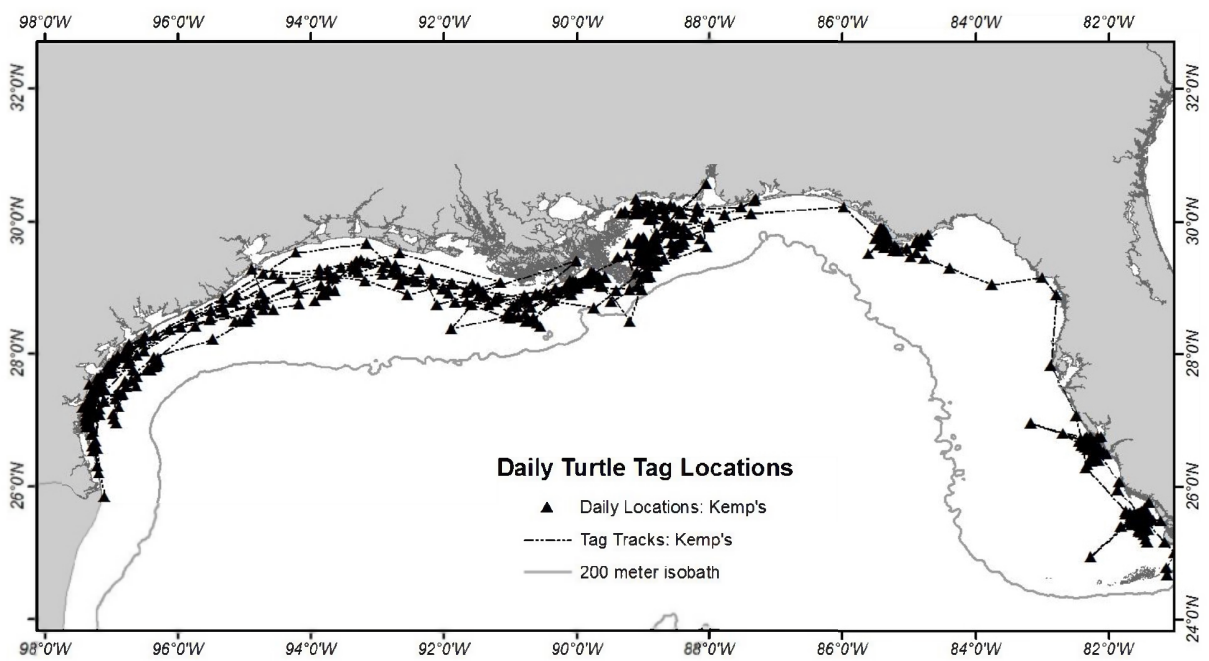 98°0'W 96°0'W 94°0'W 92°0'W 90°0'W 88°0'W 86°0'W 84°0'W 82°0'W
32°0'N 32°0'N
30°0'N 30°0'N
28°0'N 28°0'N
26°0'N 26°0'N
24°0'N
Daily Turtle Tag Locations
Daily Locations: Kemp's
Tag Tracks: Kemp's
200 meter isobath
98°0'W 96°0'W 94°0'W 92°0'W 90°0'W 88°0'W 86°0'W 84°0'W 82°0'W